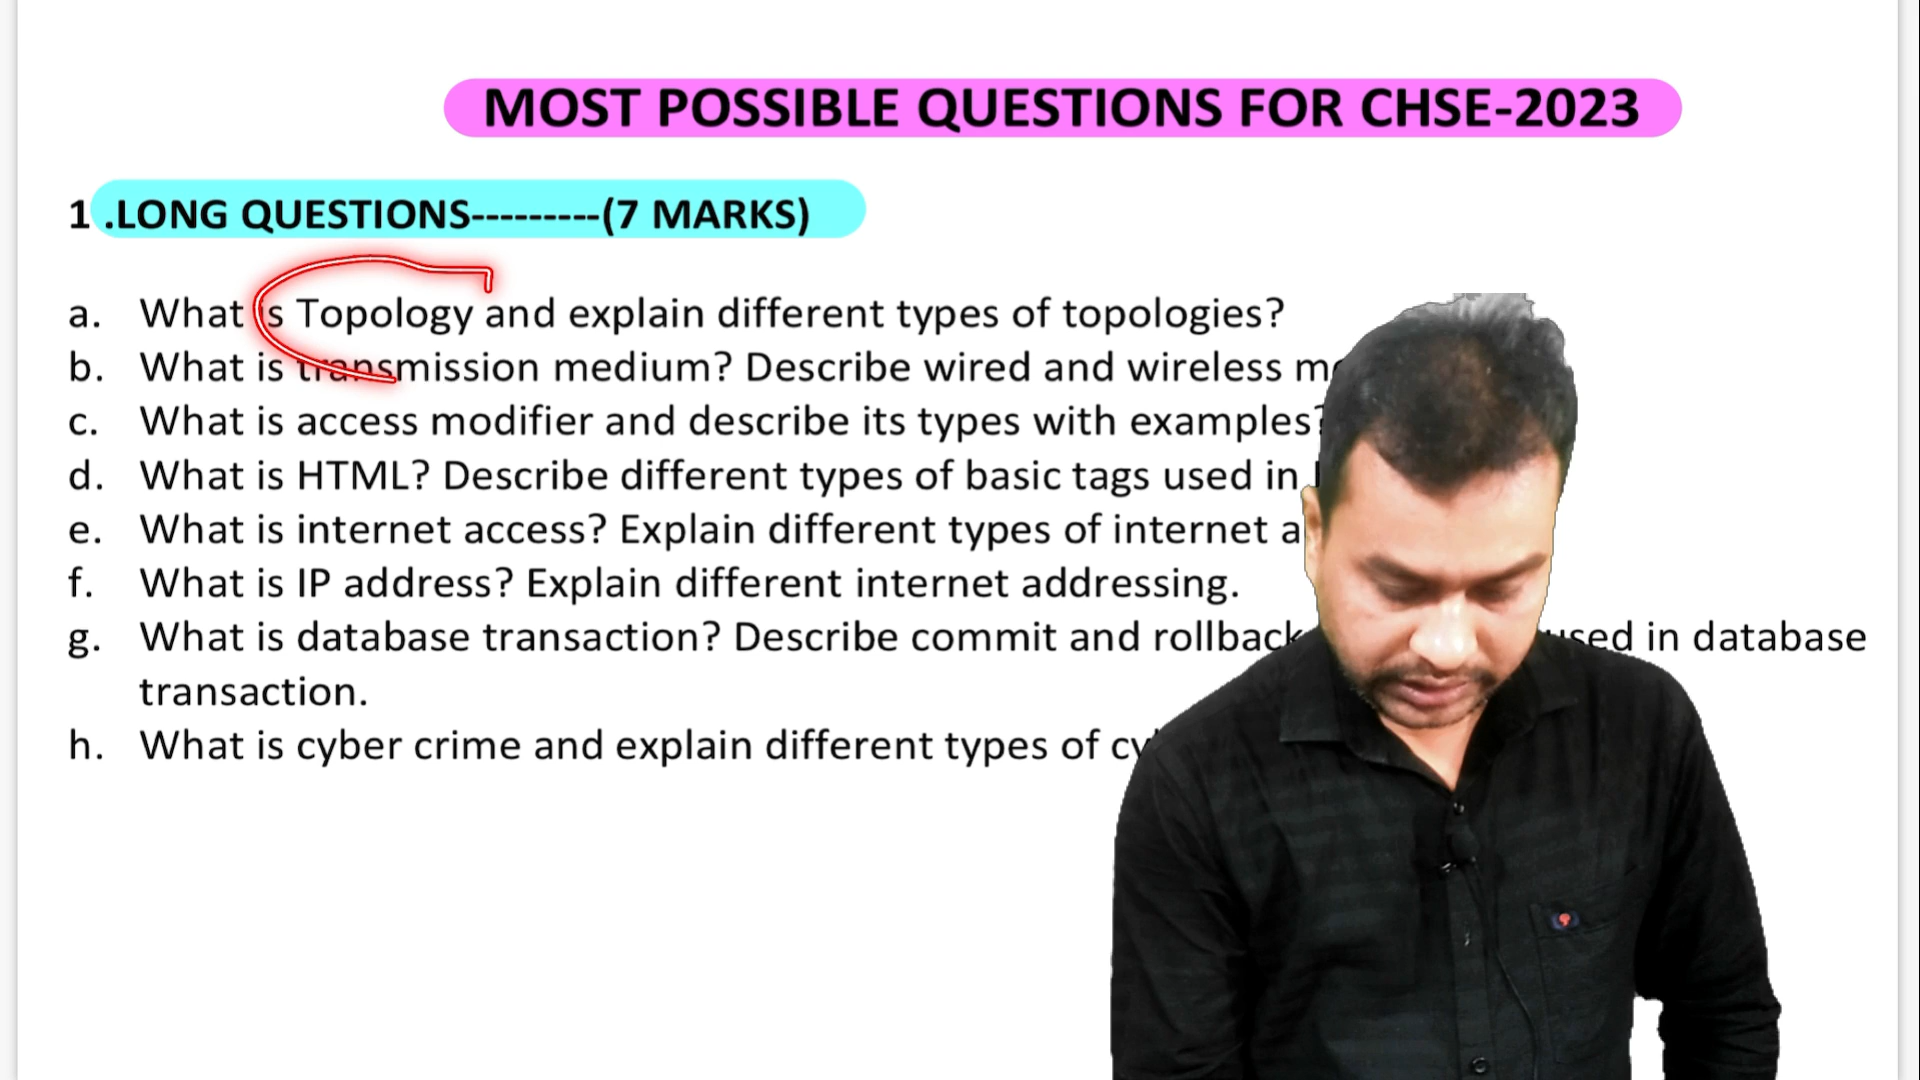 MOST POSSIBLE QUESTIONS FOR CHSE-2023
1 .LONG QUESTIONS---------(7 MARKS)
a. What is Topology and explain different types of topologies?
b. What is transmission medium? Describe wired and wireless
c. What is access modifier and describe its types with examples?
d. What is HTML? Describe different types of basic tags used in
e. What is internet access? Explain different types of internet
f. What is IP address? Explain different internet addressing.
g. What is database transaction? Describe commit and rollback used in database
transaction.
h. What is cyber crime and explain different types of